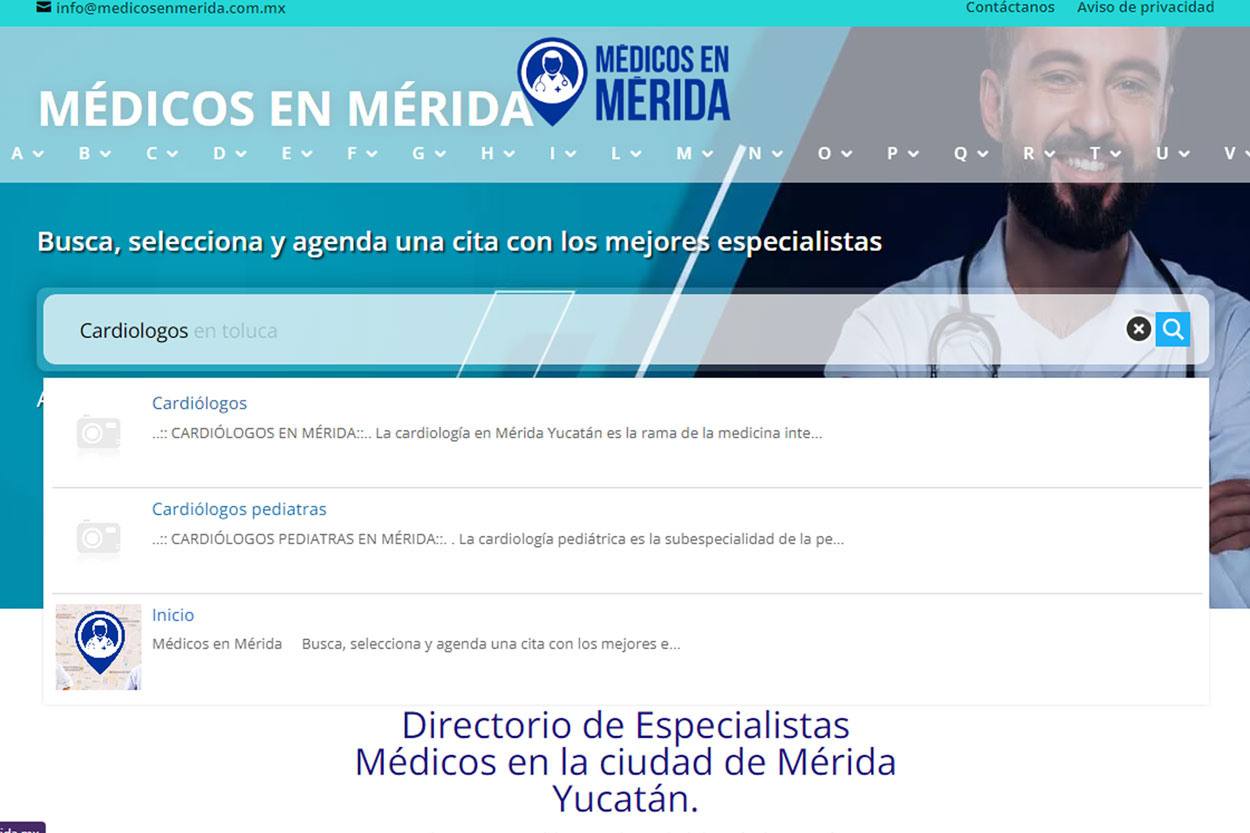 info@medicosenmerida.com.mx
Contáctanos Aviso de privacidad
MÉDICOS EN MÉRIDA
MÉDICOS EN
MÉRIDA
A B C D E F G H I L M N O P Q R T U V
Busca, selecciona y agenda una cita con los mejores especialistas
Cardiologos en toluca
Cardiólogos
..:: CARDIÓLOGOS EN MÉRIDA::.. La cardiología en Mérida Yucatán es la rama de la medicina inte...
Cardiólogos pediatras
..:: CARDIÓLOGOS PEDIATRAS EN MÉRIDA::. . La cardiología pediátrica es la subespecialidad de la pe...
Inicio
Médicos en Mérida Busca, selecciona y agenda una cita con los mejores e...
Directorio de Especialistas
Médicos en la ciudad de Mérida
Yucatán.